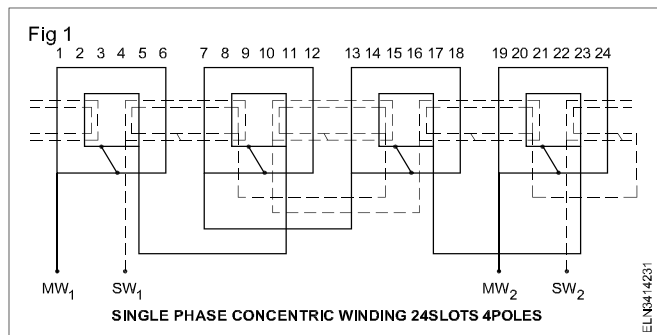 Fig 1
1 2 3 4 5 6 7 8 9 10 11 12 13 14 15 16 17 18 19 20 21 22 23 24
MW1 SW1 MW2 SW2
SINGLE PHASE CONCENTRIC WINDING 24SLOTS 4POLES
ELN3414231